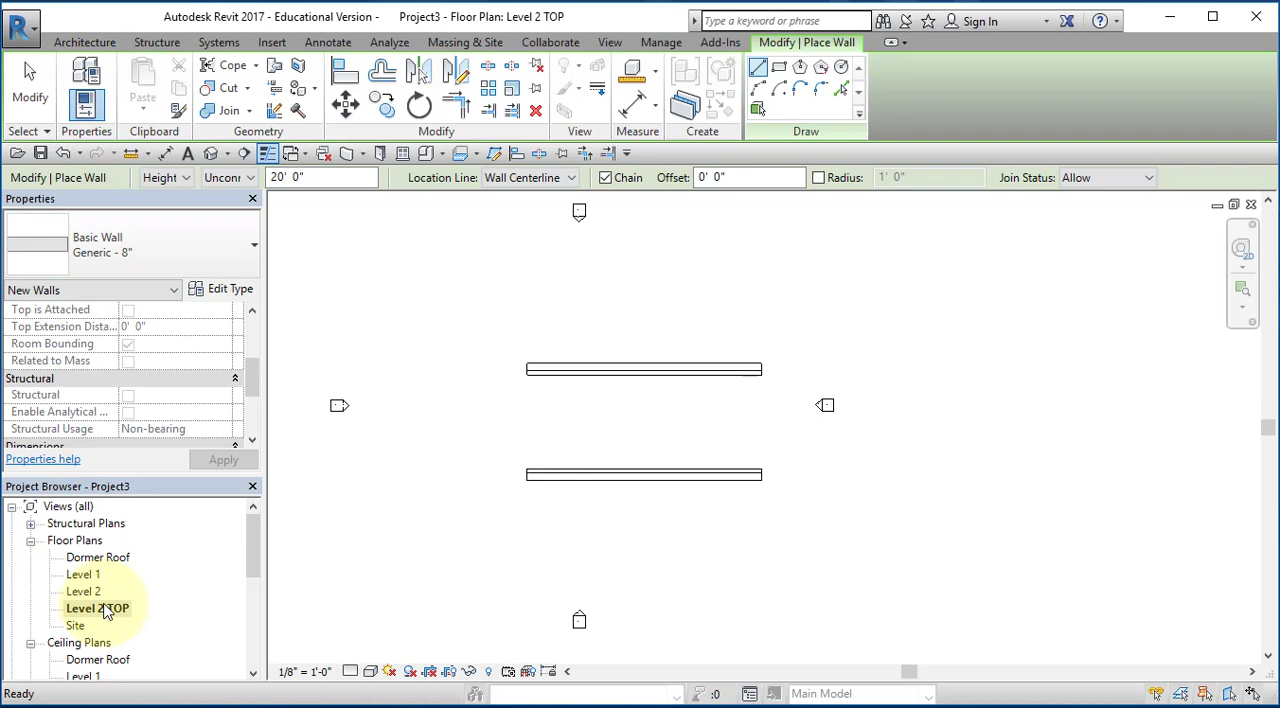 Autodesk Revit 2017 - Educational Version - Project3 - Floor Plan: Level 2 TOP
Type a keyword or phrase
Sign In
Architecture Structure Systems Insert Annotate Analyze Massing & Site Collaborate View Manage Add-Ins Modify | Place Wall
Modify Paste Cope Cut Join
Select Properties Clipboard Geometry Modify View Measure Create Draw
Modify | Place Wall Height Unconr 20' 0" Location Line: Wall Centerline Chain Offset: 0' 0" Radius: 1' 0" Join Status: Allow
Properties
Basic Wall
Generic - 8"
New Walls Edit Type
Top is Attached
Top Extension Dista... 0' 0"
Room Bounding
Related to Mass
Structural
Structural
Enable Analytical ...
Structural Usage Non-bearing
Dimensions
Properties help Apply
Project Browser - Project3
Views (all)
Structural Plans
Floor Plans
Dormer Roof
Level 1
Level 2
Level 2 TOP
Site
Ceiling Plans
Dormer Roof
Level 1
1/8" = 1'-0"
Ready :0 Main Model
2D